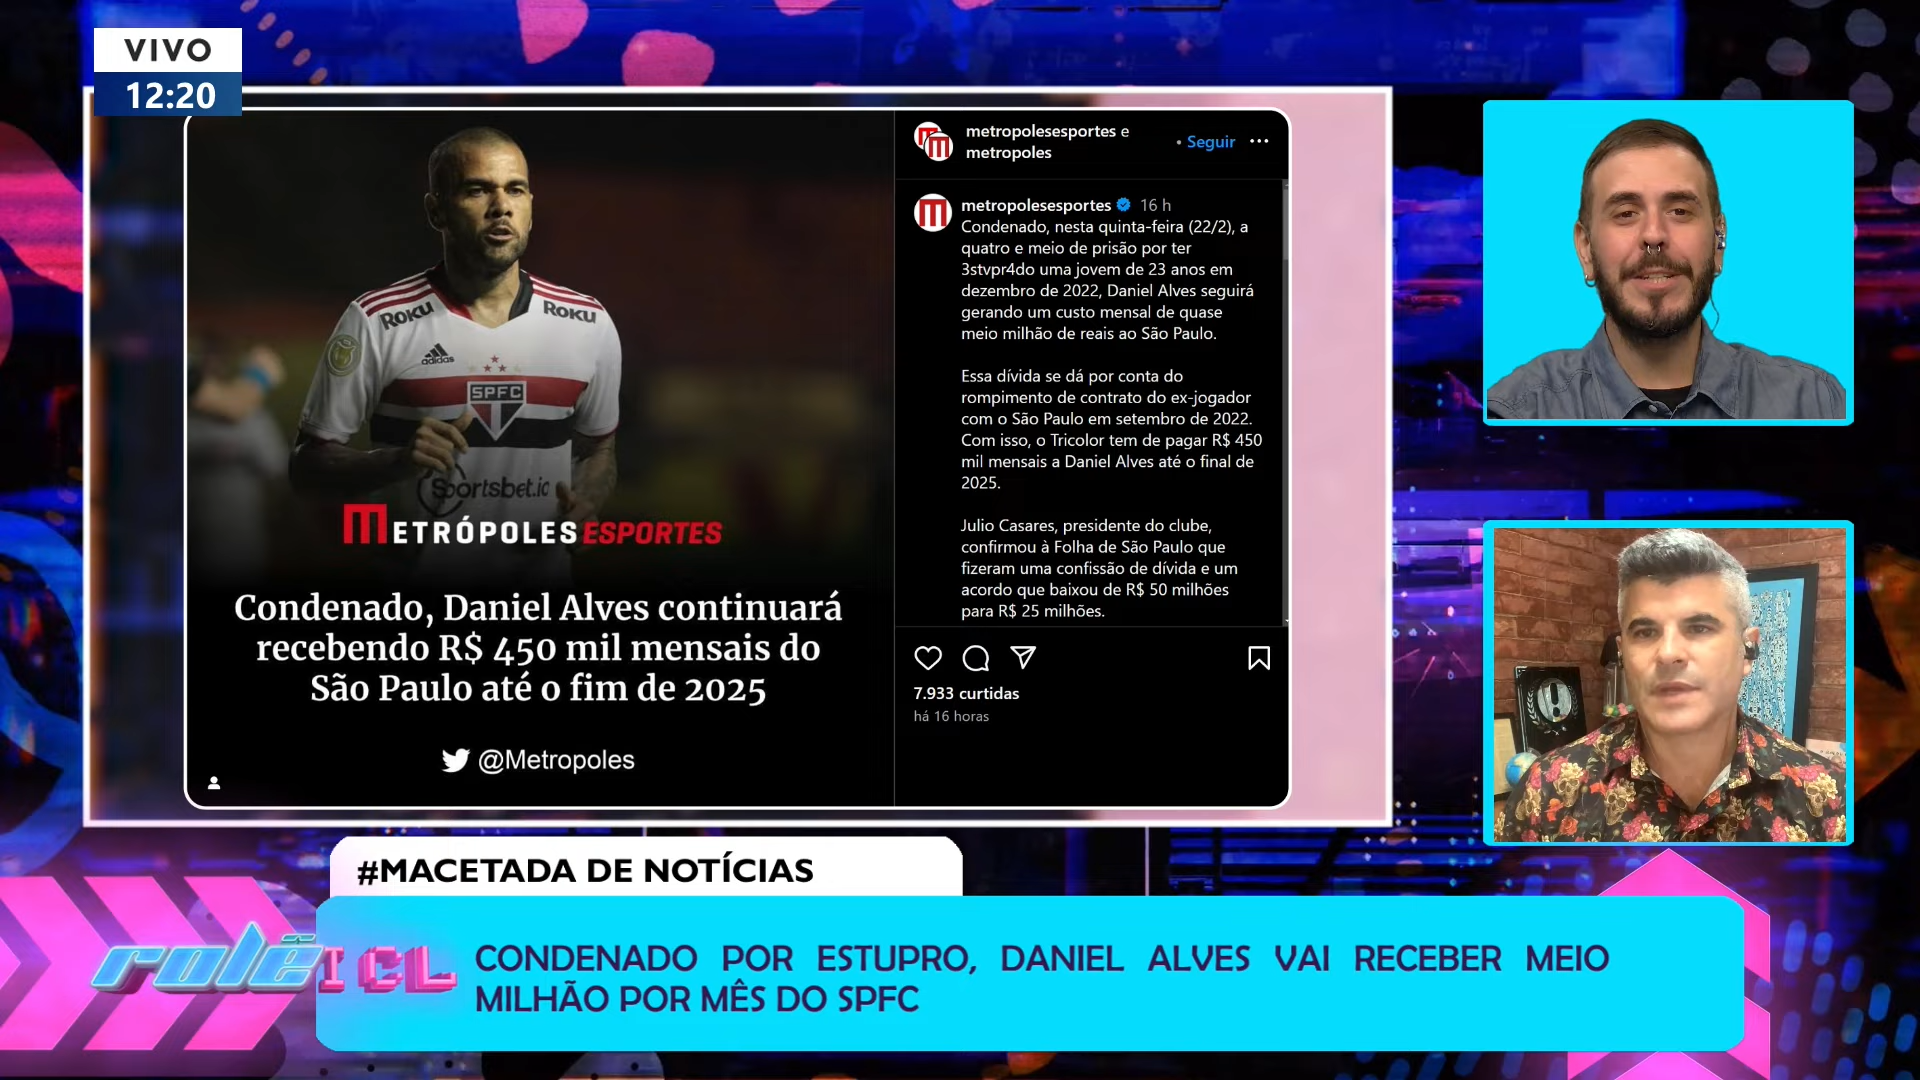 VIVO
12:20
Roku
Roku
adidas
SPFC
Sportsbet.io
METRÓPOLES ESPORTES
Condenado, Daniel Alves continuará
recebendo R$ 450 mil mensais do
São Paulo até o fim de 2025
@Metropoles
metropolesesportes e
metropoles
• Seguir
metropolesesportes 16 h
Condenado, nesta quinta-feira (22/2), a
quatro e meio de prisão por ter
3stvpr4do uma jovem de 23 anos em
dezembro de 2022, Daniel Alves seguirá
gerando um custo mensal de quase
meio milhão de reais ao São Paulo.
Essa dívida se dá por conta do
rompimento de contrato do ex-jogador
com o São Paulo em setembro de 2022.
Com isso, o Tricolor tem de pagar R$ 450
mil mensais a Daniel Alves até o final de
2025.
Julio Casares, presidente do clube,
confirmou à Folha de São Paulo que
fizeram uma confissão de dívida e um
acordo que baixou de R$ 50 milhões
para R$ 25 milhões.
7.933 curtidas
há 16 horas
#MACETADA DE NOTÍCIAS
rolê ICL
CONDENADO POR ESTUPRO, DANIEL ALVES VAI RECEBER MEIO
MILHÃO POR MÊS DO SPFC